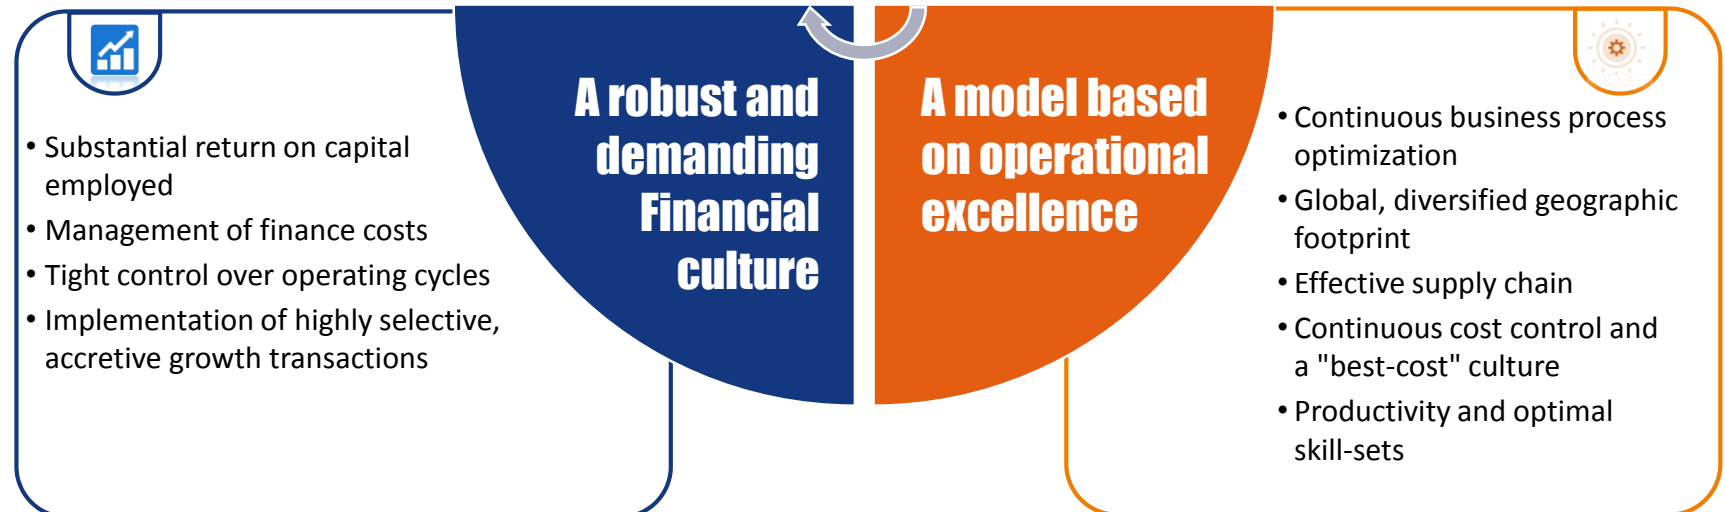 A robust and
demanding
Financial
culture
• Substantial return on capital
employed
• Management of finance costs
• Tight control over operating cycles
• Implementation of highly selective,
accretive growth transactions
A model based
on operational
excellence
• Continuous business process
optimization
• Global, diversified geographic
footprint
• Effective supply chain
• Continuous cost control and
a "best-cost" culture
• Productivity and optimal
skill-sets